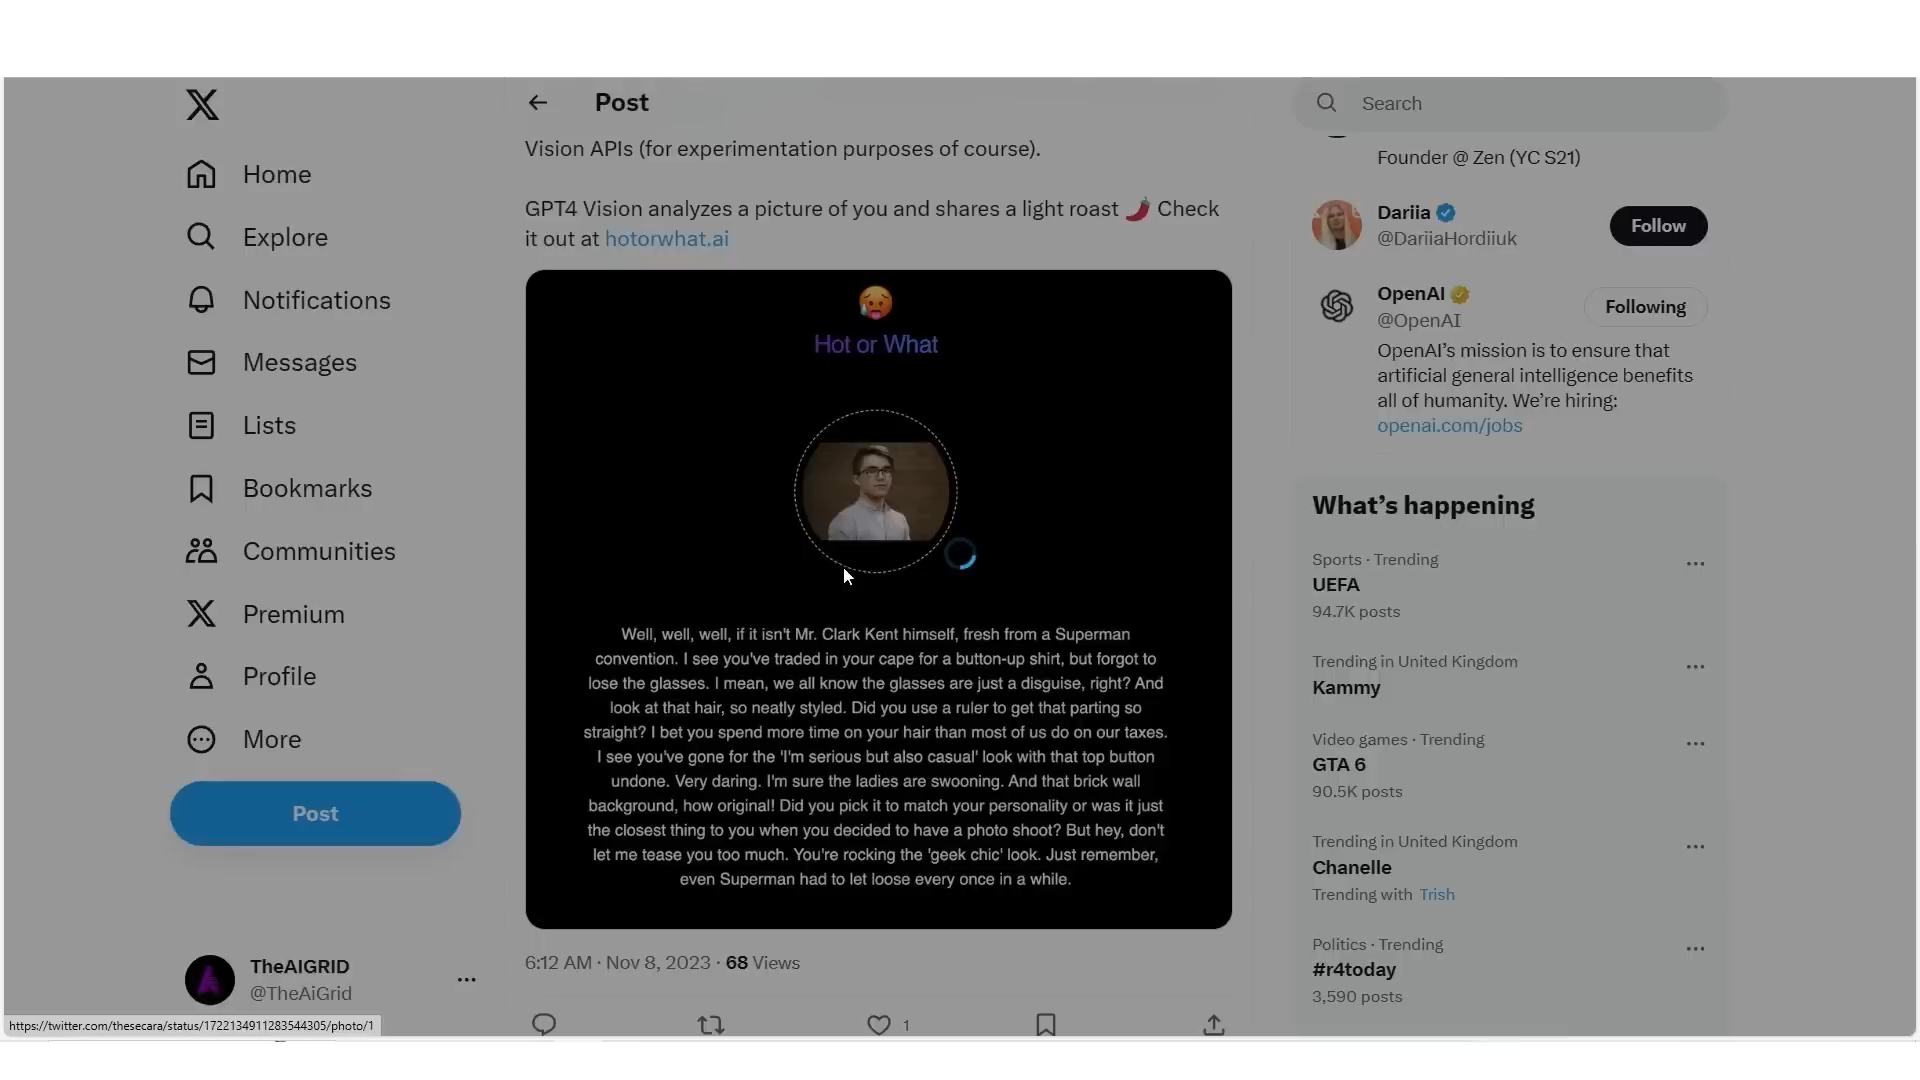 Post
Search
Home
Explore
Notifications
Messages
Lists
Bookmarks
Communities
Premium
Profile
More
Post
TheAIGRID
@TheAiGrid
https://twitter.com/thesecara/status/1722134911283544305/photo/1
Vision APIs (for experimentation purposes of course).
GPT4 Vision analyzes a picture of you and shares a light roast 🌶️ Check
it out at hotorwhat.ai
Hot or What
Well, well, well, if it isn't Mr. Clark Kent himself, fresh from a Superman
convention. I see you've traded in your cape for a button-up shirt, but forgot to
lose the glasses. I mean, we all know the glasses are just a disguise, right? And
look at that hair, so neatly styled. Did you use a ruler to get that parting so
straight? I bet you spend more time on your hair than most of us do on our taxes.
I see you've gone for the 'I'm serious but also casual' look with that top button
undone. Very daring. I'm sure the ladies are swooning. And that brick wall
background, how original! Did you pick it to match your personality or was it just
the closest thing to you when you decided to have a photo shoot? But hey, don't
let me tease you too much. You're rocking the 'geek chic' look. Just remember,
even Superman had to let loose every once in a while.
6:12 AM · Nov 8, 2023 · 68 Views
1
Founder @ Zen (YC S21)
Dariia
@DariiaHordiiuk
Follow
OpenAI
@OpenAI
Following
OpenAI’s mission is to ensure that
artificial general intelligence benefits
all of humanity. We’re hiring:
openai.com/jobs
What’s happening
Sports · Trending
UEFA
94.7K posts
Trending in United Kingdom
Kammy
Video games · Trending
GTA 6
90.5K posts
Trending in United Kingdom
Chanelle
Trending with Trish
Politics · Trending
#r4today
3,590 posts